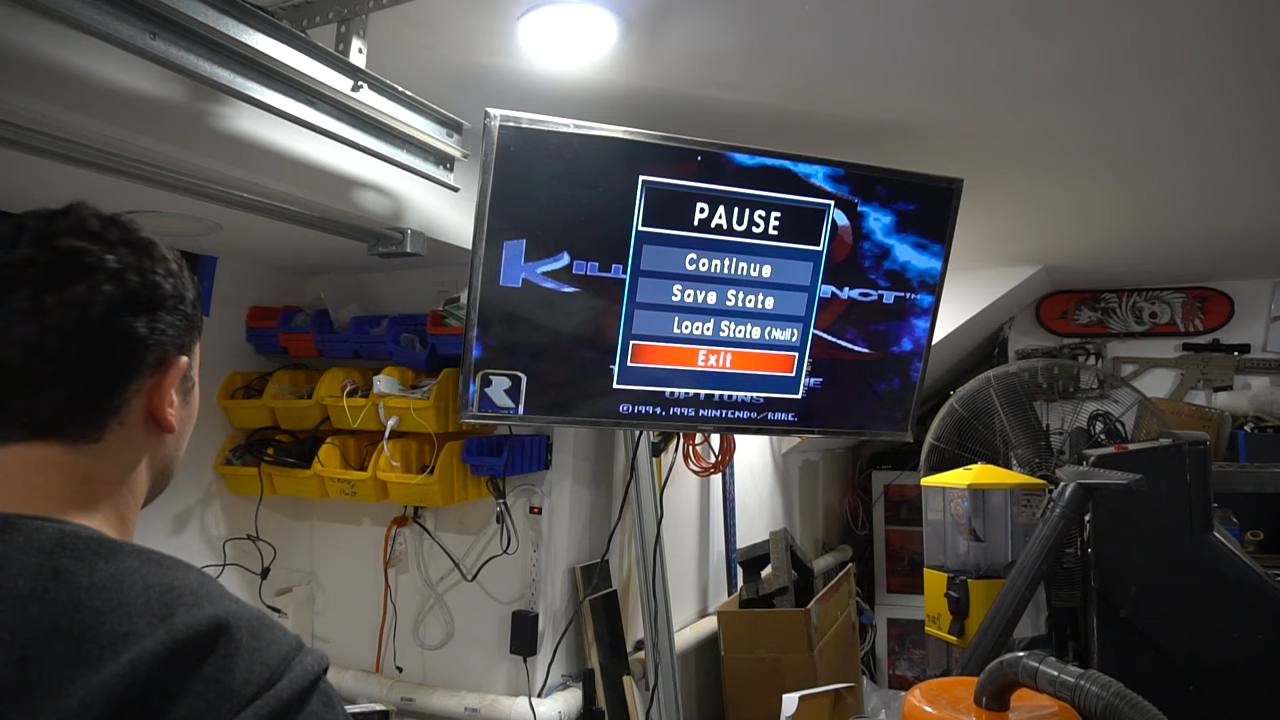 PAUSE
Continue
Save State
Load State (Null)
Exit
OPTIONS
©1994, 1995 NINTENDO/RARE.